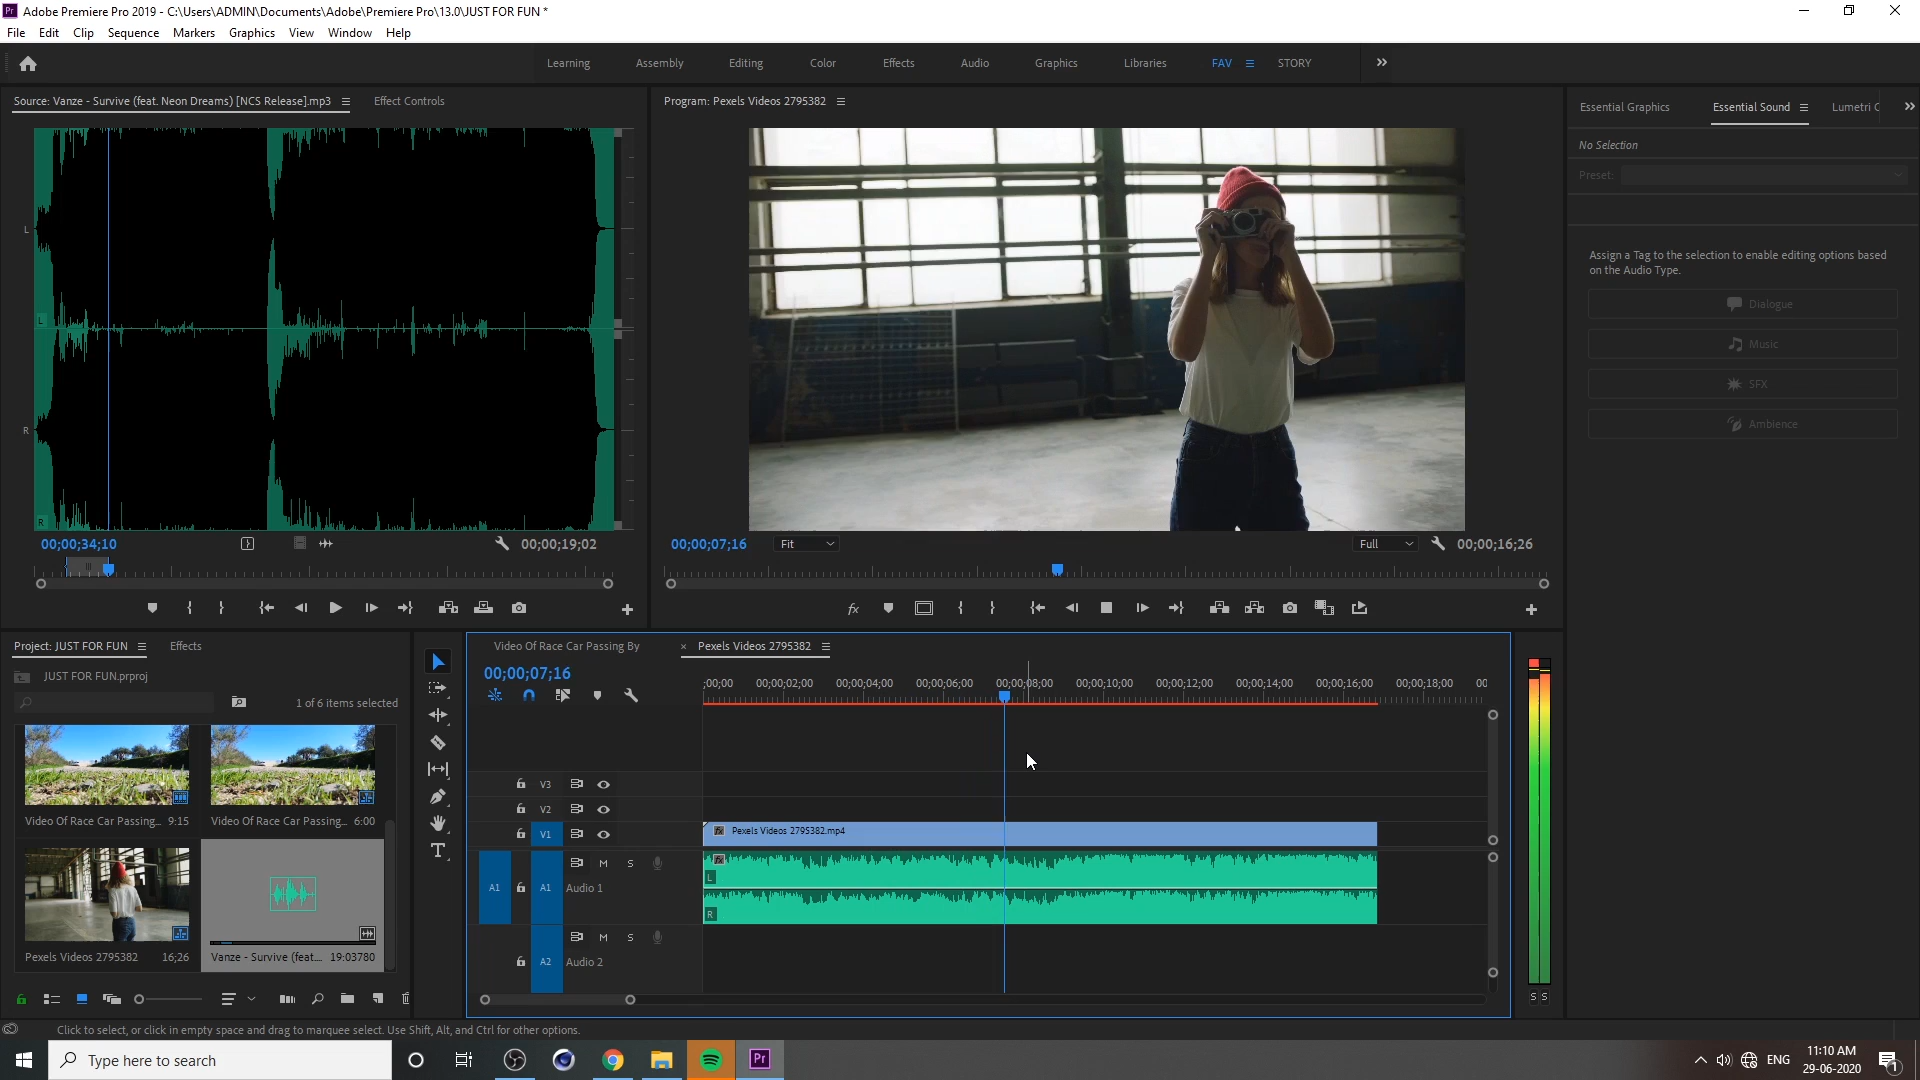 Adobe Premiere Pro 2019 - C:\Users\ADMIN\Documents\Adobe\Premiere Pro\13.0\JUST FOR FUN *
File Edit Clip Sequence Markers Graphics View Window Help
Learning Assembly Editing Color Effects Audio Graphics Libraries FAV STORY
Source: Vanze - Survive (feat. Neon Dreams) [NCS Release].mp3 Effect Controls
Program: Pexels Videos 2795382
Essential Graphics Essential Sound Lumetri C
No Selection
Preset:
Assign a Tag to the selection to enable editing options based
on the Audio Type.
Dialogue
Music
SFX
Ambience
L
L
R
R
00;00;34;10 00;00;19;02
00;00;07;16 Fit Full 00;00;16;26
Project: JUST FOR FUN Effects
JUST FOR FUN.prproj
1 of 6 items selected
Video Of Race Car Passing... 9:15 Video Of Race Car Passing... 6:00
Pexels Videos 2795382 16;26 Vanze - Survive (feat.... 19:03780
Video Of Race Car Passing By × Pexels Videos 2795382
00;00;07;16
;00;00 00;00;02;00 00;00;04;00 00;00;06;00 00;00;08;00 00;00;10;00 00;00;12;00 00;00;14;00 00;00;16;00 00;00;18;00 00
V3
V2
V1 fx Pexels Videos 2795382.mp4
M S
A1 A1 Audio 1
L
R
M S
A2 Audio 2
S S
Click to select, or click in empty space and drag to marquee select. Use Shift, Alt, and Ctrl for other options.
Type here to search
ENG 11:10 AM
29-06-2020
1